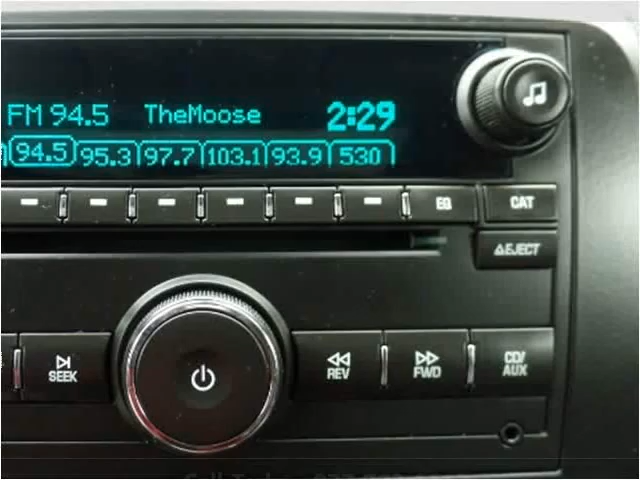 FM 94.5 TheMoose 2:29
94.5 95.3 97.7 103.1 93.9 530
EQ CAT
EJECT
SEEK REV FWD CD/
AUX